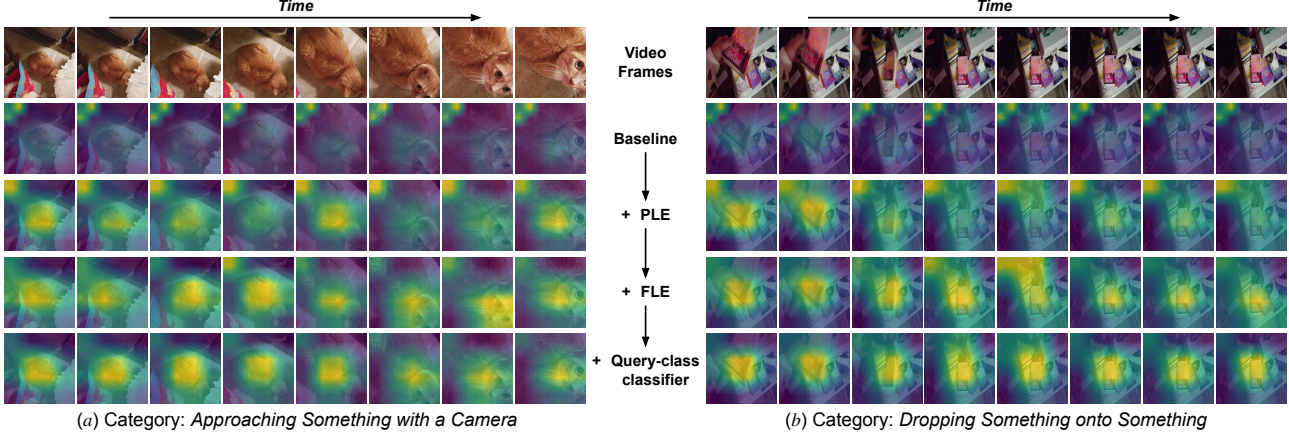 Time
Time
Video
Frames
Baseline
+ PLE
+ FLE
+ Query-class
classifier
(a) Category: Approaching Something with a Camera
(b) Category: Dropping Something onto Something